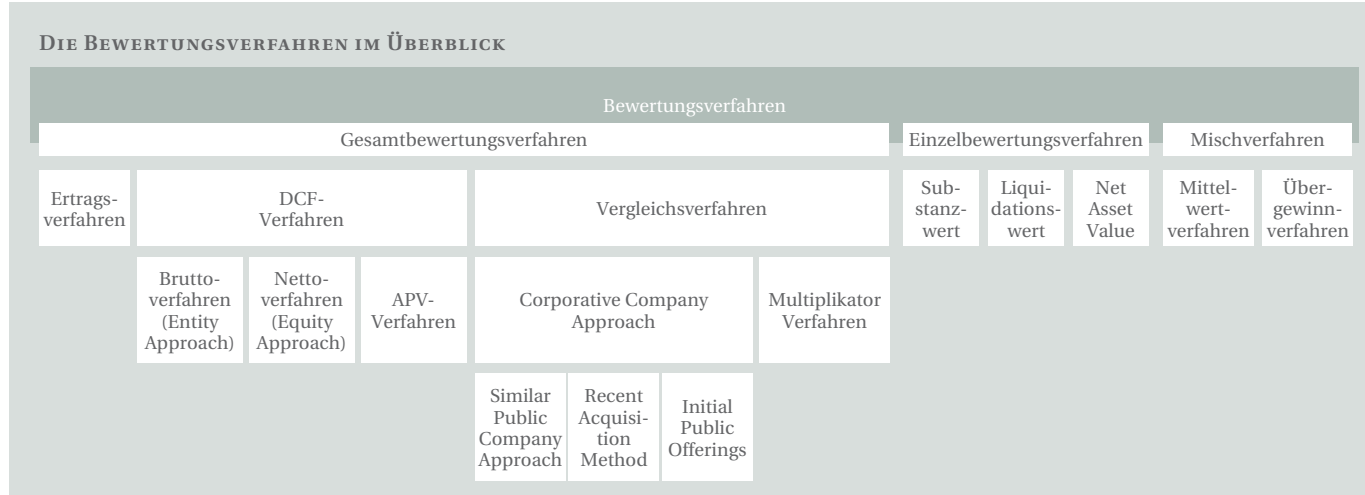 DIE BEWERTUNGSVERFAHREN IM ÜBERBLICK
Bewertungsverfahren
Gesamtbewertungsverfahren
Einzelbewertungsverfahren
Mischverfahren
Ertrags-
verfahren
DCF-
Verfahren
Vergleichsverfahren
Sub-
stanz-
wert
Liqui-
dations-
wert
Net
Asset
Value
Mittel-
wert-
verfahren
Über-
gewinn-
verfahren
Brutto-
verfahren
(Entity
Approach)
Netto-
verfahren
(Equity
Approach)
APV-
Verfahren
Corporative Company
Approach
Multiplikator
Verfahren
Similar
Public
Company
Approach
Recent
Acquisi-
tion
Method
Initial
Public
Offerings